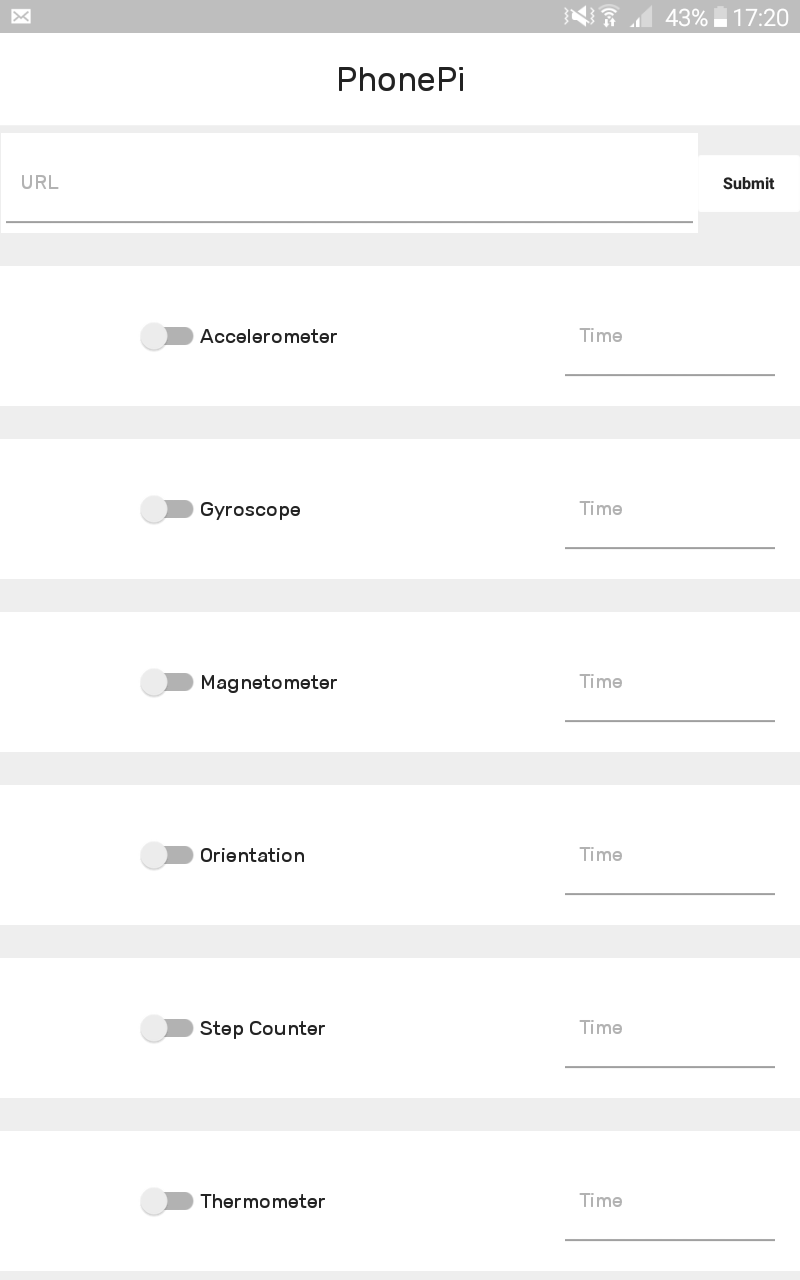 43% 17:20
PhonePi
URL
Submit
Accelerometer Time
Gyroscope Time
Magnetometer Time
Orientation Time
Step Counter Time
Thermometer Time